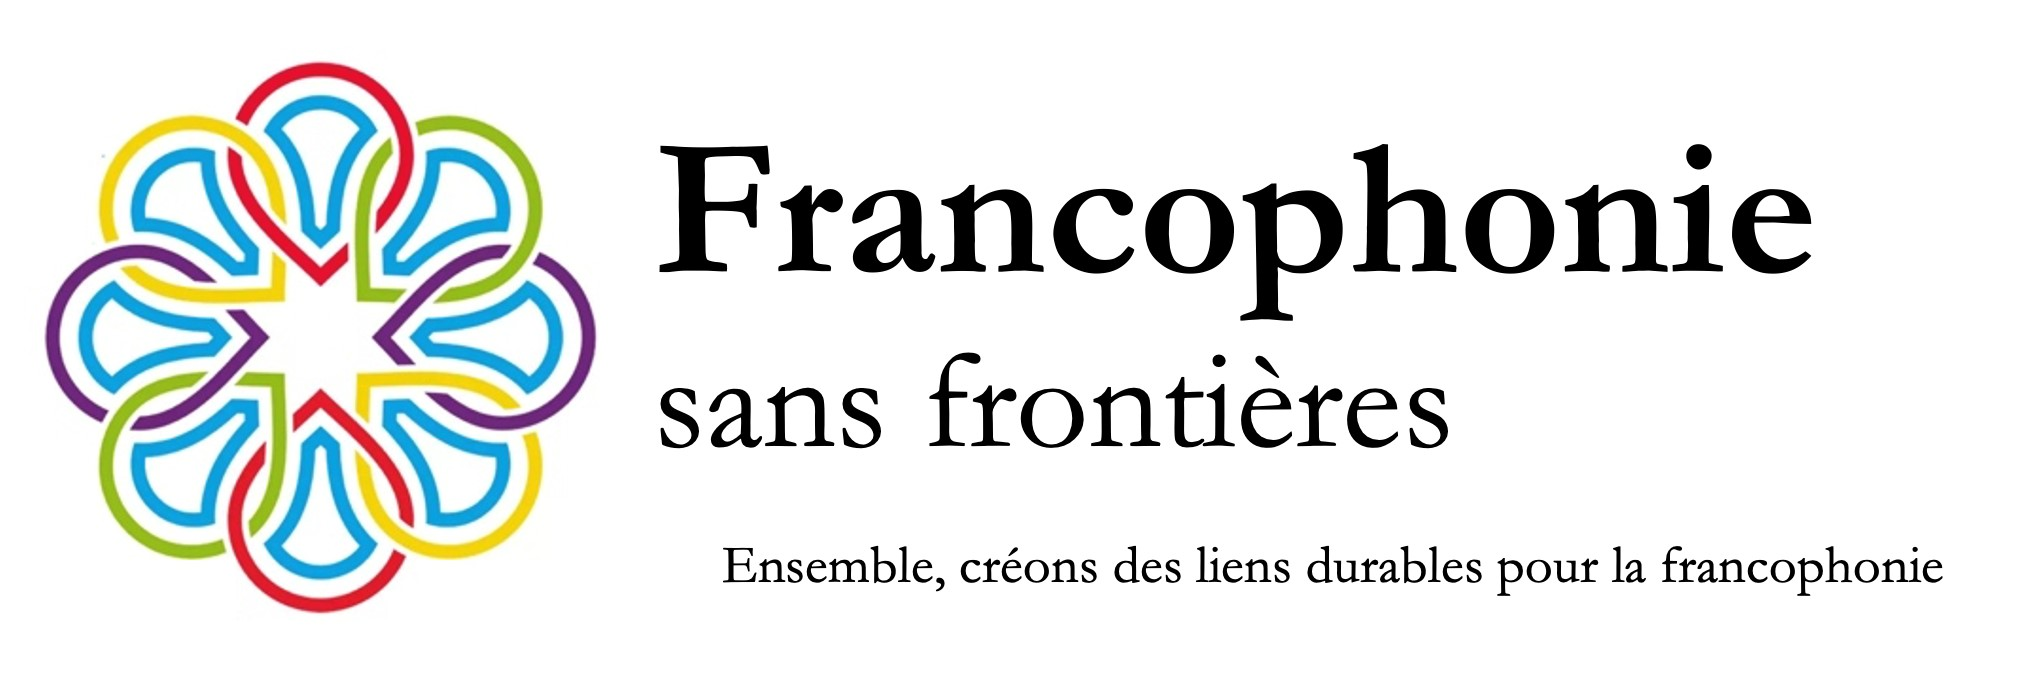 Francophonie
sans frontières
Ensemble, créons des liens durables pour la francophonie